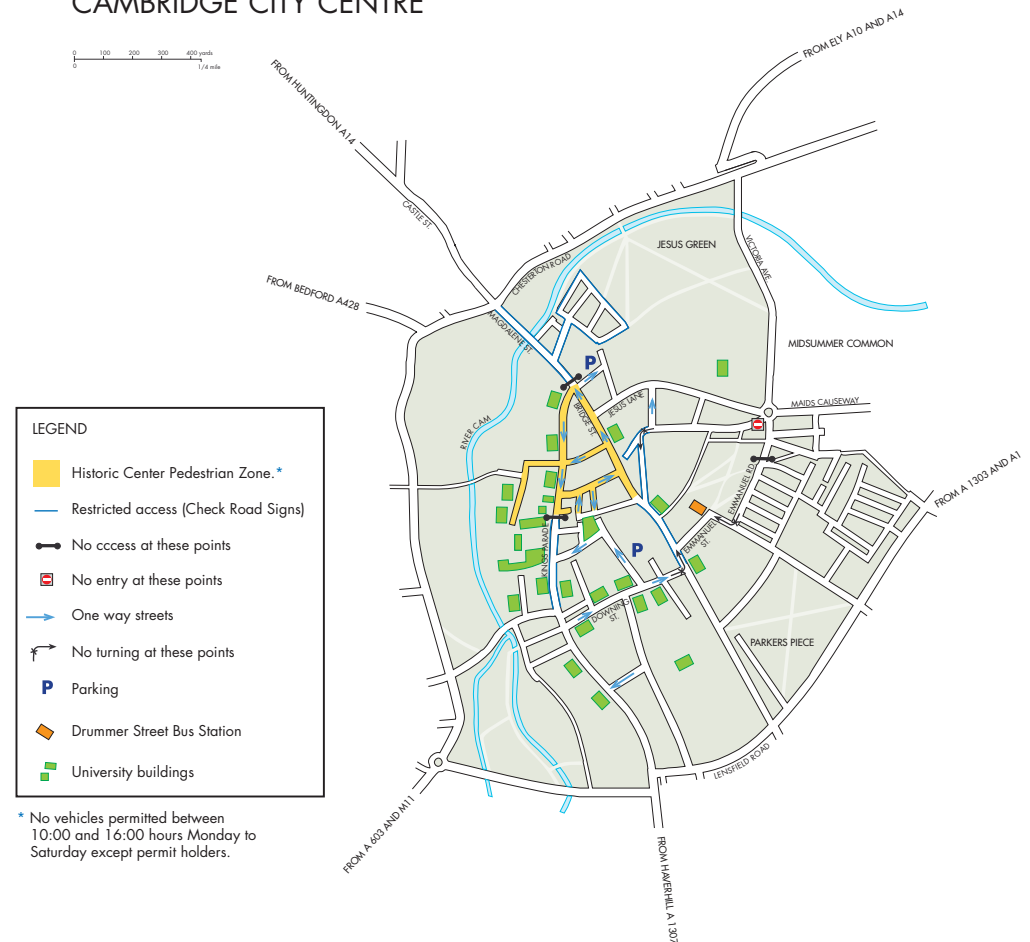 CAMBRIDGE CITY CENTRE
0 100 200 300 400 yards
0 1/4 mile
FROM ELY A10 AND A14
FROM HUNTINGDON A14
CASTLE ST.
FROM BEDFORD A428
CHESTERTON ROAD
JESUS GREEN
VICTORIA AVE
MAGDALENE ST.
MIDSUMMER COMMON
P
BRIDGE ST.
JESUS LANE
MAIDS CAUSEWAY
RIVER CAM
EMMANUEL RD.
FROM A 1303 AND A1
KINGS PARADE
EMMANUEL
ST.
P
DOWNING
ST.
PARKERS PIECE
LENSFIELD ROAD
FROM A 603 AND M11
FROM HAVERHILL A 1307
LEGEND
Historic Center Pedestrian Zone.*
Restricted access (Check Road Signs)
No ccess at these points
No entry at these points
One way streets
No turning at these points
P Parking
Drummer Street Bus Station
University buildings
* No vehicles permitted between
10:00 and 16:00 hours Monday to
Saturday except permit holders.